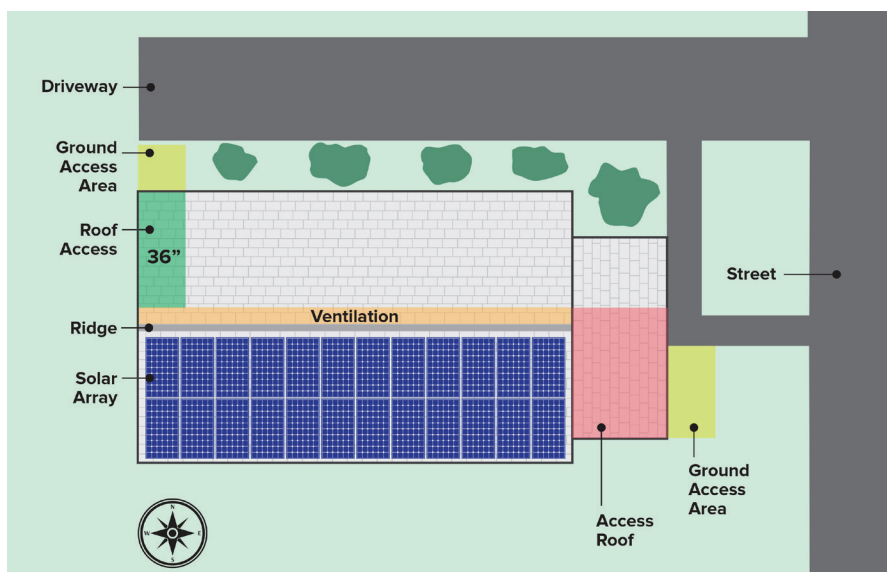 Driveway
Ground
Access
Area
Roof
Access
36”
Ventilation
Ridge
Solar
Array
Street
Ground
Access
Area
Access
Roof
N
W
E
S